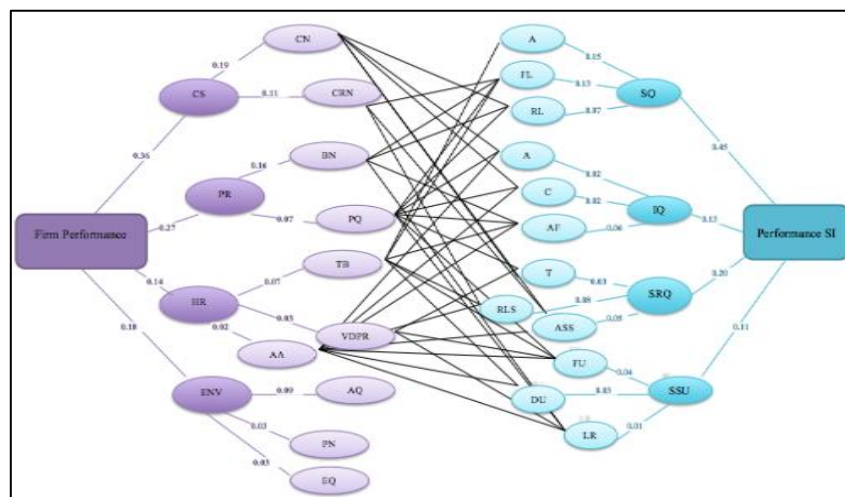 CN
A
0.19
0.15
CS
0.11
CRN
FL
0.13
SQ
RL
0.07
0.36
BN
0.45
0.16
A
PR
0.02
0.07
PQ
C
0.02
IQ
Firm Performance
0.27
AF
0.06
0.13
Performance SI
TB
0.14
0.07
T
0.03
0.20
HR
0.03
RLS
0.08
SRQ
0.02
VDPR
ASS
0.05
AA
0.18
FU
0.04
0.11
ENV
0.09
AQ
DU
0.03
SSU
0.03
PN
LR
0.01
0.03
EQ